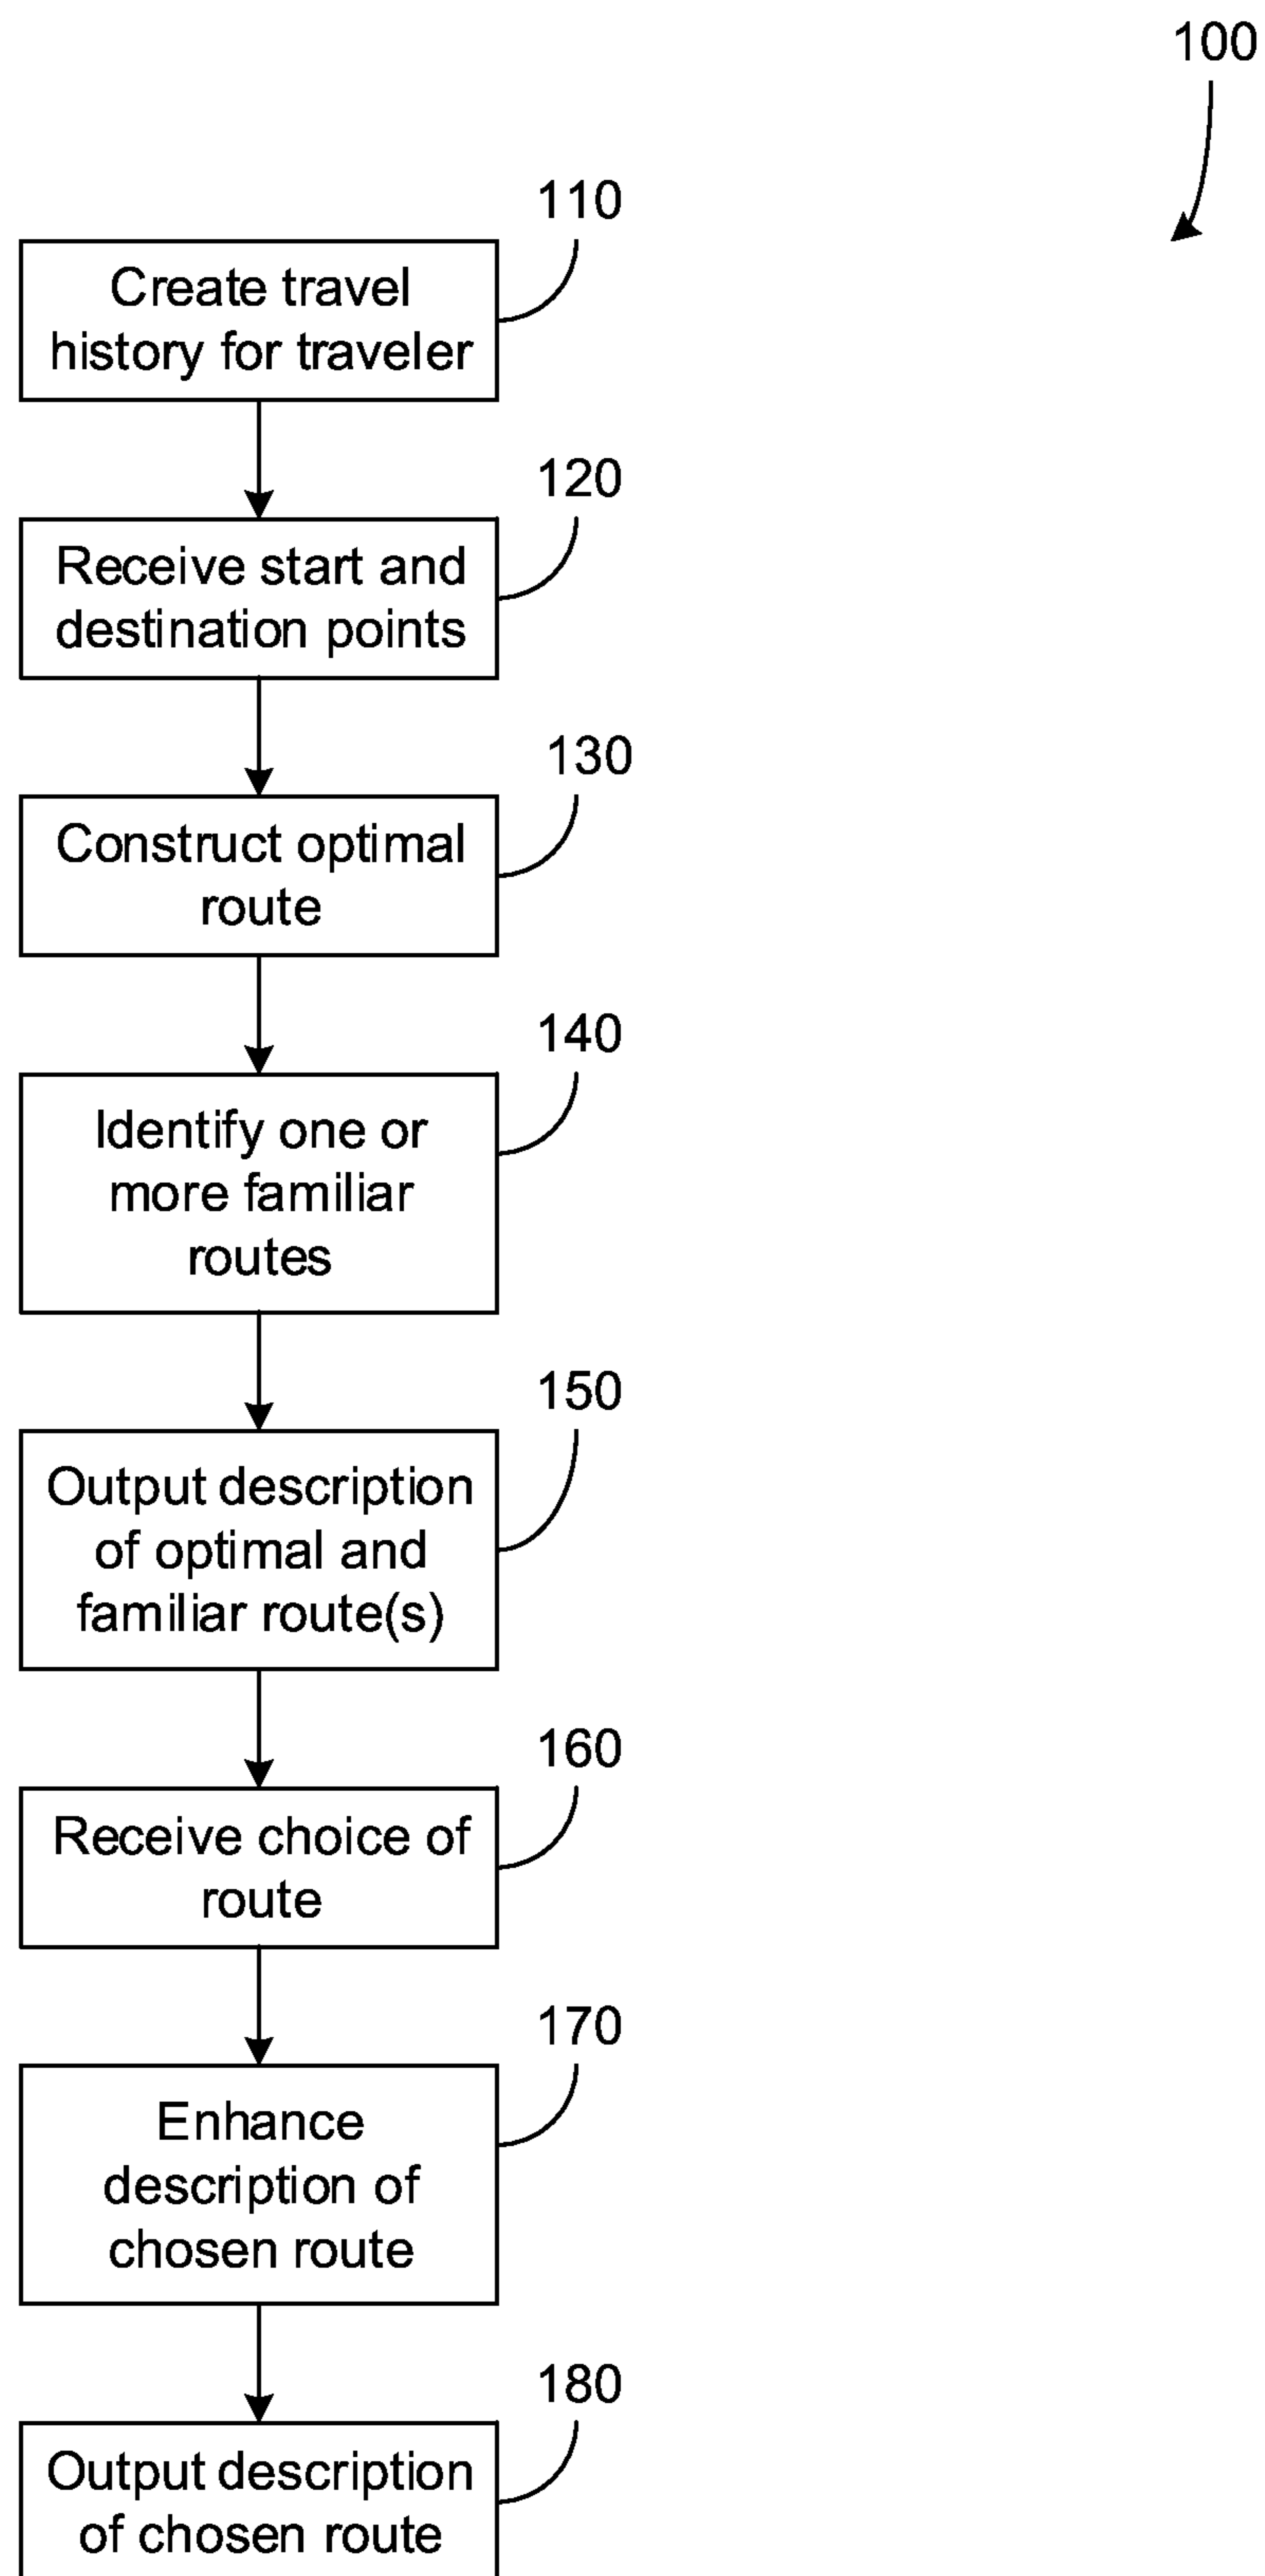 100
110
Create travel
history for traveler
120
Receive start and
destination points
130
Construct optimal
route
140
Identify one or
more familiar
routes
150
Output description
of optimal and
familiar route(s)
160
Receive choice of
route
170
Enhance
description of
chosen route
180
Output description
of chosen route